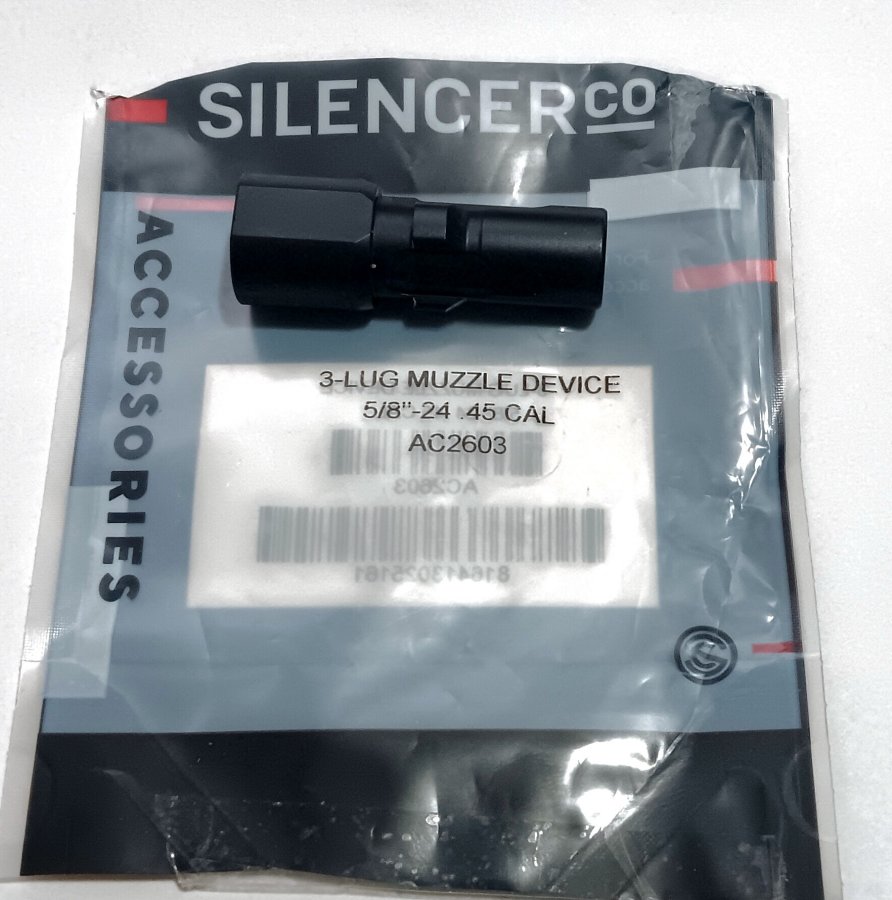 SILENCERCO
ACCESSORIES
3-LUG MUZZLE DEVICE
5/8"-24 .45 CAL
AC2603
AC2603
816413025161